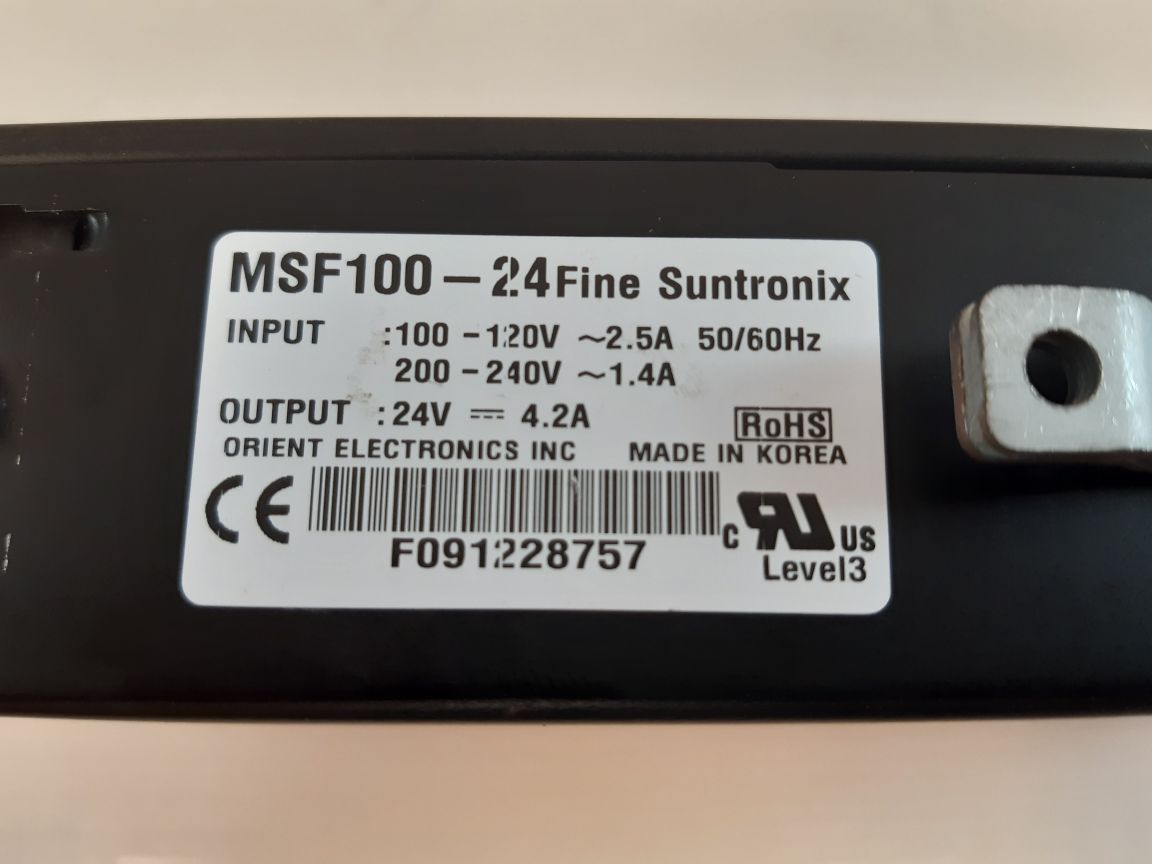 MSF100-24 Fine Suntronix
INPUT :100-120V ~2.5A 50/60Hz
200-240V ~1.4A
OUTPUT :24V ⎓ 4.2A
RoHS
ORIENT ELECTRONICS INC MADE IN KOREA
CE
F091228757
C RU US
Level3